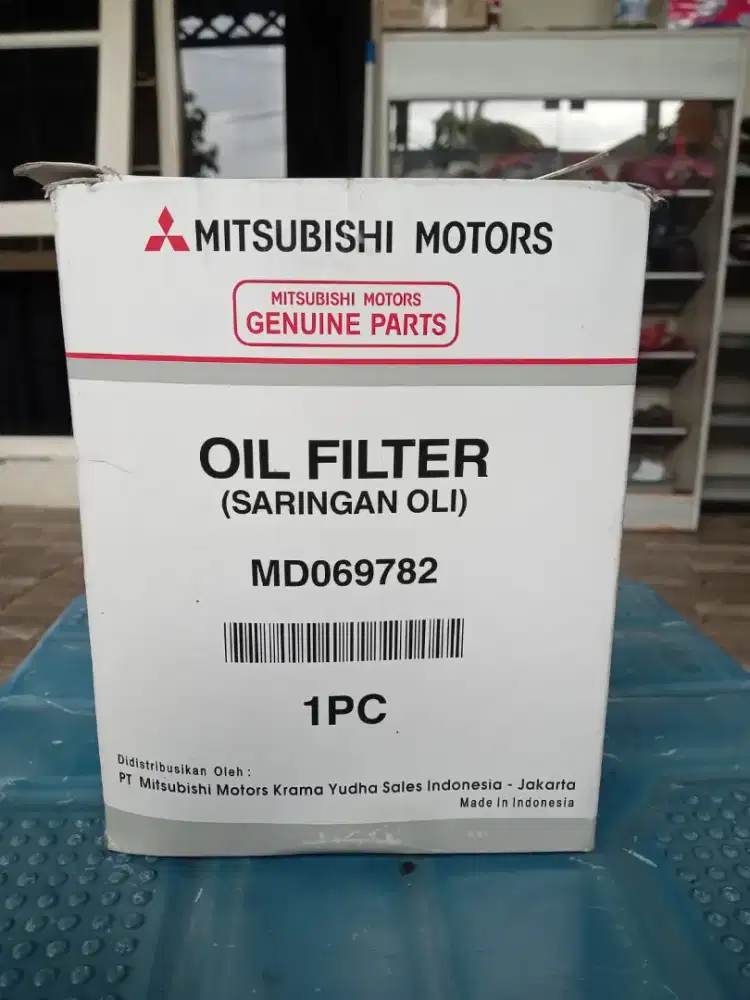 MITSUBISHI MOTORS
MITSUBISHI MOTORS
GENUINE PARTS
OIL FILTER
(SARINGAN OLI)
MD069782
1PC
Didistribusikan Oleh :
PT Mitsubishi Motors Krama Yudha Sales Indonesia - Jakarta
Made In Indonesia